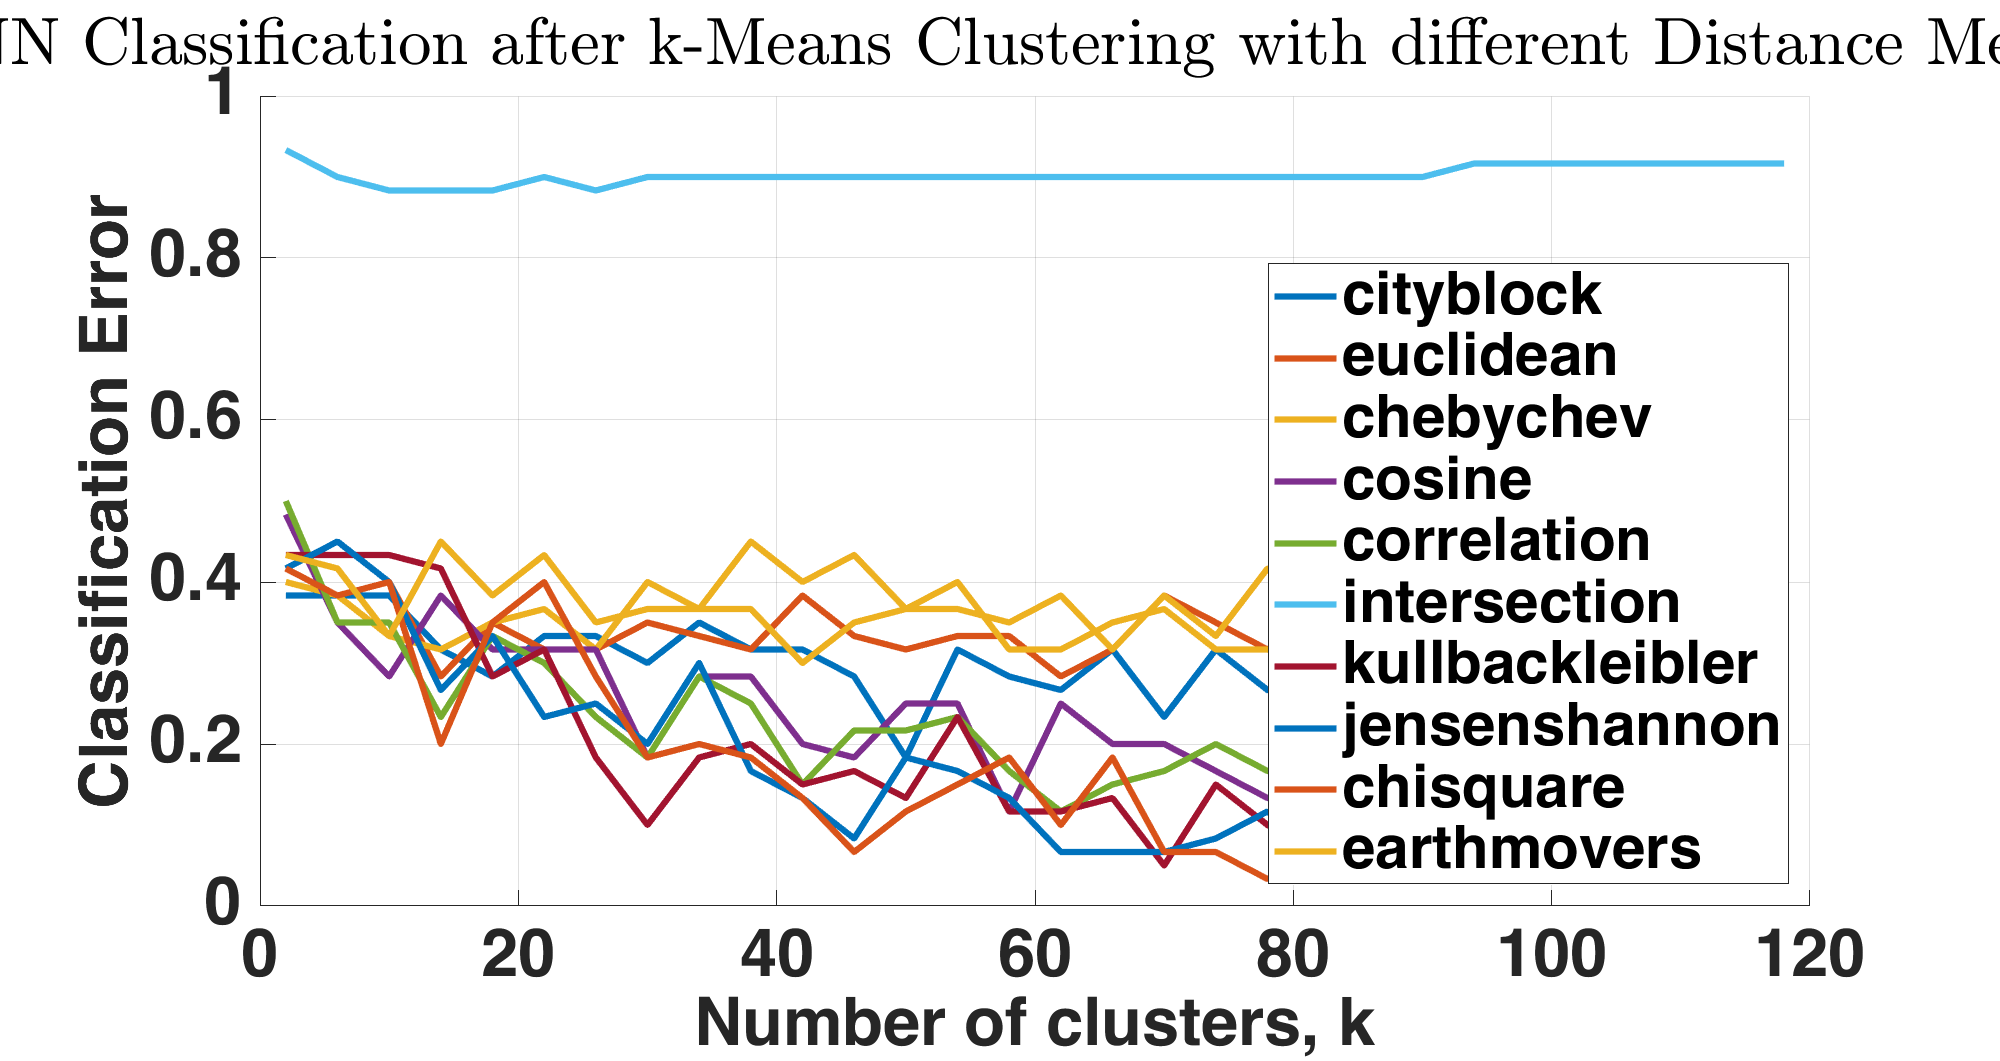 Classification after k-Means Clustering with different Distance
1
0.8
0.6
0.4
0.2
0
Classification Error
cityblock
euclidean
chebychev
cosine
correlation
intersection
kullbackleibler
jensenshannon
chisquare
earthmovers
0 20 40 60 80 100 120
Number of clusters, k